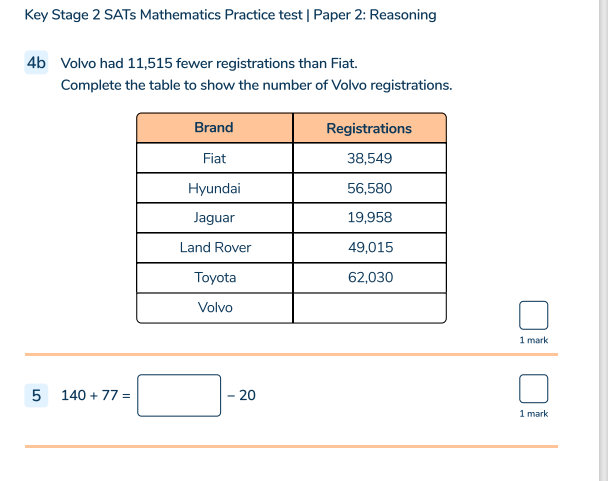 Key Stage 2 SATs Mathematics Practice test | Paper 2: Reasoning
4b Volvo had 11,515 fewer registrations than Fiat.
Complete the table to show the number of Volvo registrations.
Brand Registrations
Fiat 38,549
Hyundai 56,580
Jaguar 19,958
Land Rover 49,015
Toyota 62,030
Volvo
1 mark
5 140 + 77 = – 20
1 mark